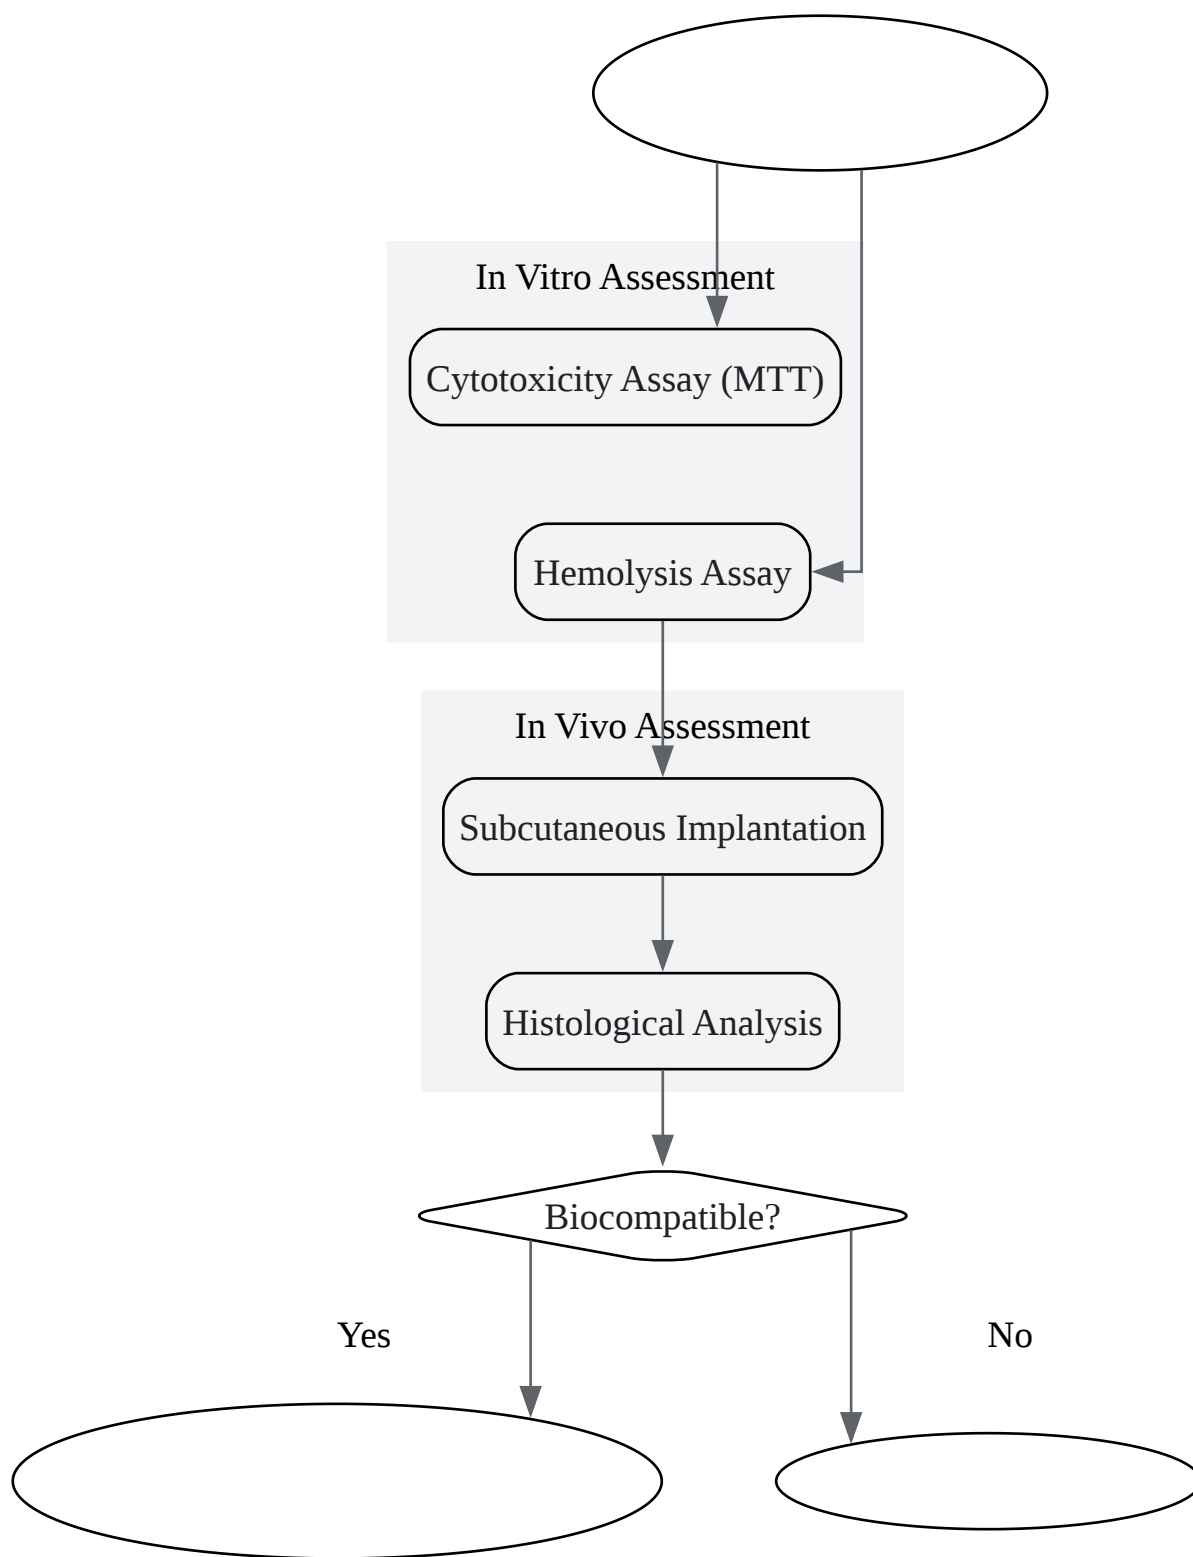 In Vitro Assessment
Cytotoxicity Assay (MTT)
Hemolysis Assay
In Vivo Assessment
Subcutaneous Implantation
Histological Analysis
Biocompatible?
Yes
No